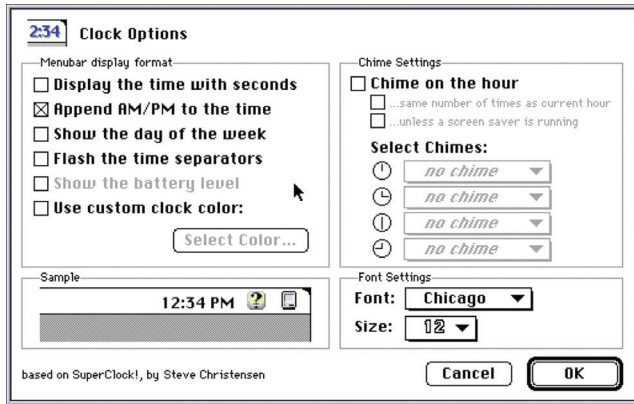 2:34 Clock Options
Menubar display format
Display the time with seconds
Append AM/PM to the time
Show the day of the week
Flash the time separators
Show the battery level
Use custom clock color:
Select Color...
Sample
12:34 PM
based on SuperClock!, by Steve Christensen
Chime Settings
Chime on the hour
...same number of times as current hour
...unless a screen saver is running
Select Chimes:
no chime
no chime
no chime
no chime
Font Settings
Font: Chicago
Size: 12
Cancel OK